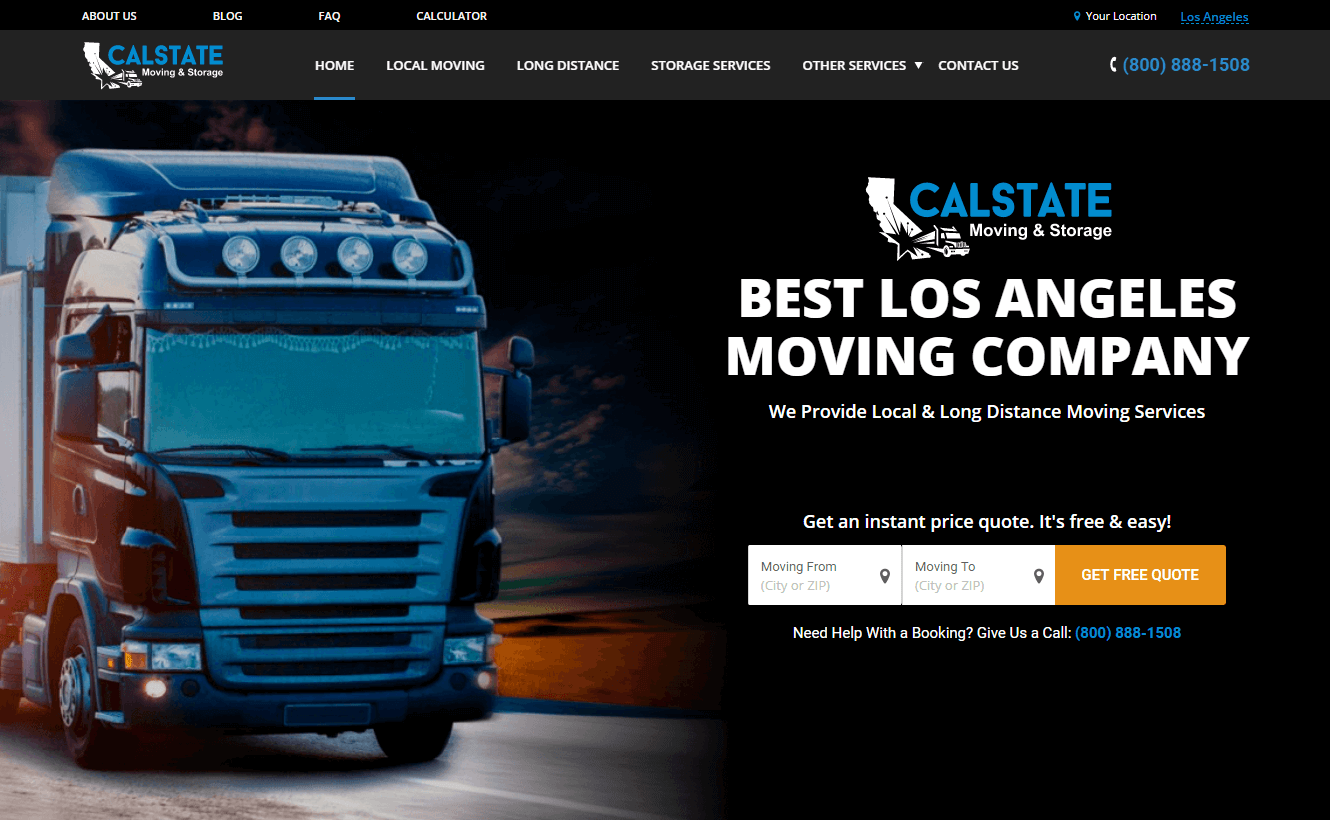 ABOUT US BLOG FAQ CALCULATOR Your Location Los Angeles
CALSTATE
Moving & Storage
HOME LOCAL MOVING LONG DISTANCE STORAGE SERVICES OTHER SERVICES ▼ CONTACT US (800) 888-1508
CALSTATE
Moving & Storage
BEST LOS ANGELES
MOVING COMPANY
We Provide Local & Long Distance Moving Services
Get an instant price quote. It's free & easy!
Moving From
(City or ZIP)
Moving To
(City or ZIP)
GET FREE QUOTE
Need Help With a Booking? Give Us a Call: (800) 888-1508